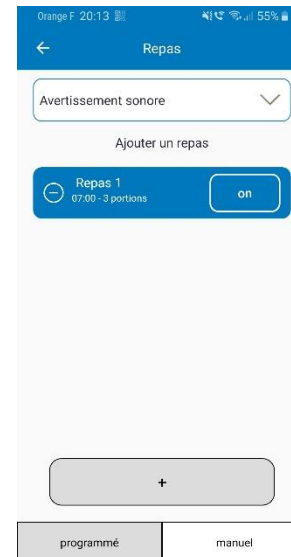 Orange F 20:13 55%
Repas
Avertissement sonore
Ajouter un repas
Repas 1
07:00 - 3 portions
on
+
programmé manuel